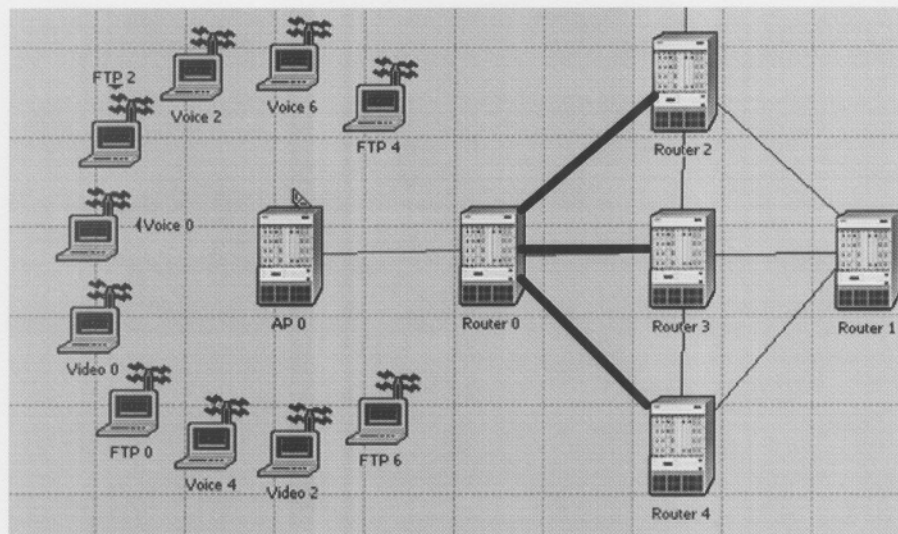 FTP 2
Voice 2
Voice 6
FTP 4
Router 2
Voice 0
AP 0
Router 0
Router 3
Router 1
Video 0
FTP 0
Voice 4
Video 2
FTP 6
Router 4